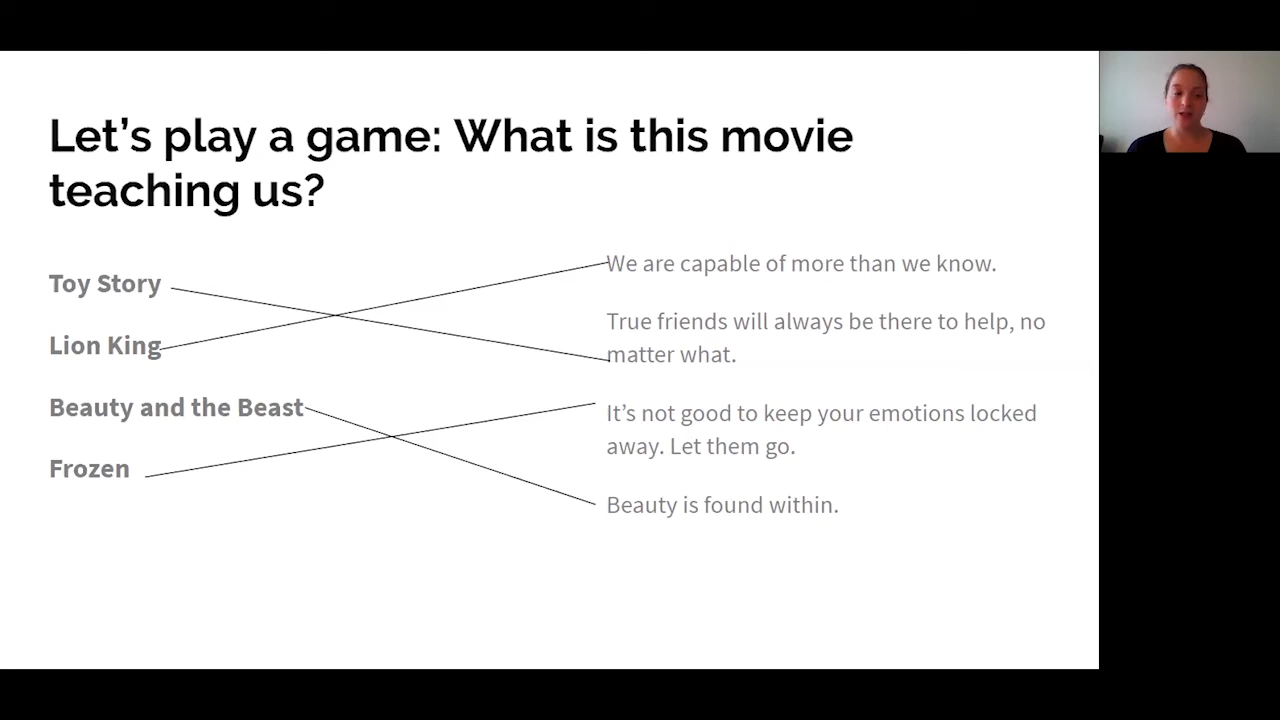 Let’s play a game: What is this movie
teaching us?
Toy Story
Lion King
Beauty and the Beast
Frozen
We are capable of more than we know.
True friends will always be there to help, no
matter what.
It’s not good to keep your emotions locked
away. Let them go.
Beauty is found within.